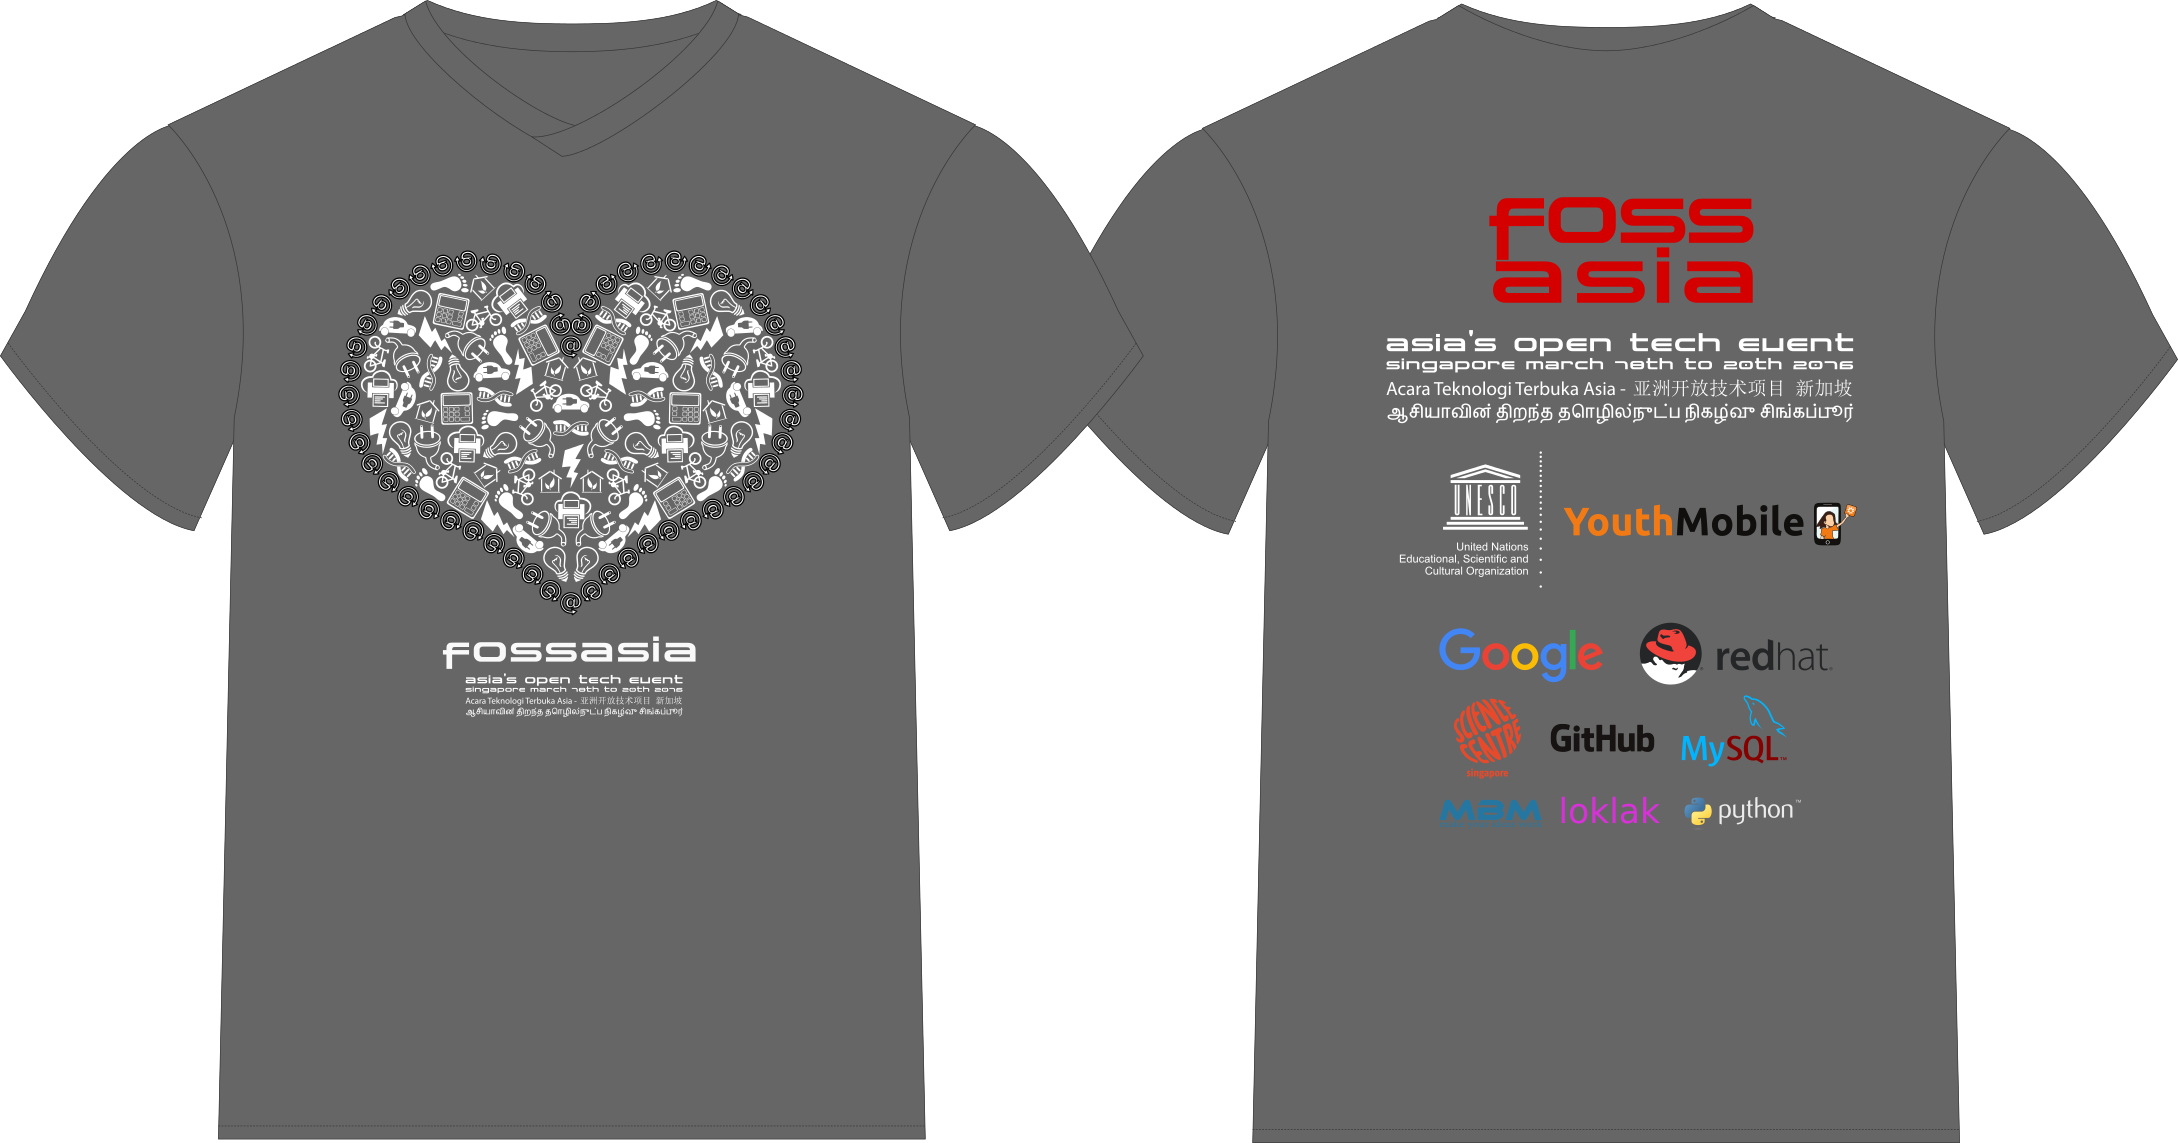 fossasia
asia's open tech event
singapore march 18th to 20th 2016
Acara Teknologi Terbuka Asia - 亚洲开放技术项目 新加坡
ஆசியாவின் திறந்த தொழில்நுட்ப நிகழ்வு சிங்கப்பூர்
foss
asia
asia's open tech event
singapore march 18th to 20th 2016
Acara Teknologi Terbuka Asia - 亚洲开放技术项目 新加坡
ஆசியாவின் திறந்த தொழில்நுட்ப நிகழ்வு சிங்கப்பூர்
UNESCO
United Nations
Educational, Scientific and
Cultural Organization
YouthMobile
Google
redhat
SCIENCE
CENTRE
singapore
GitHub
MySQL™
MBM
loklak
python™